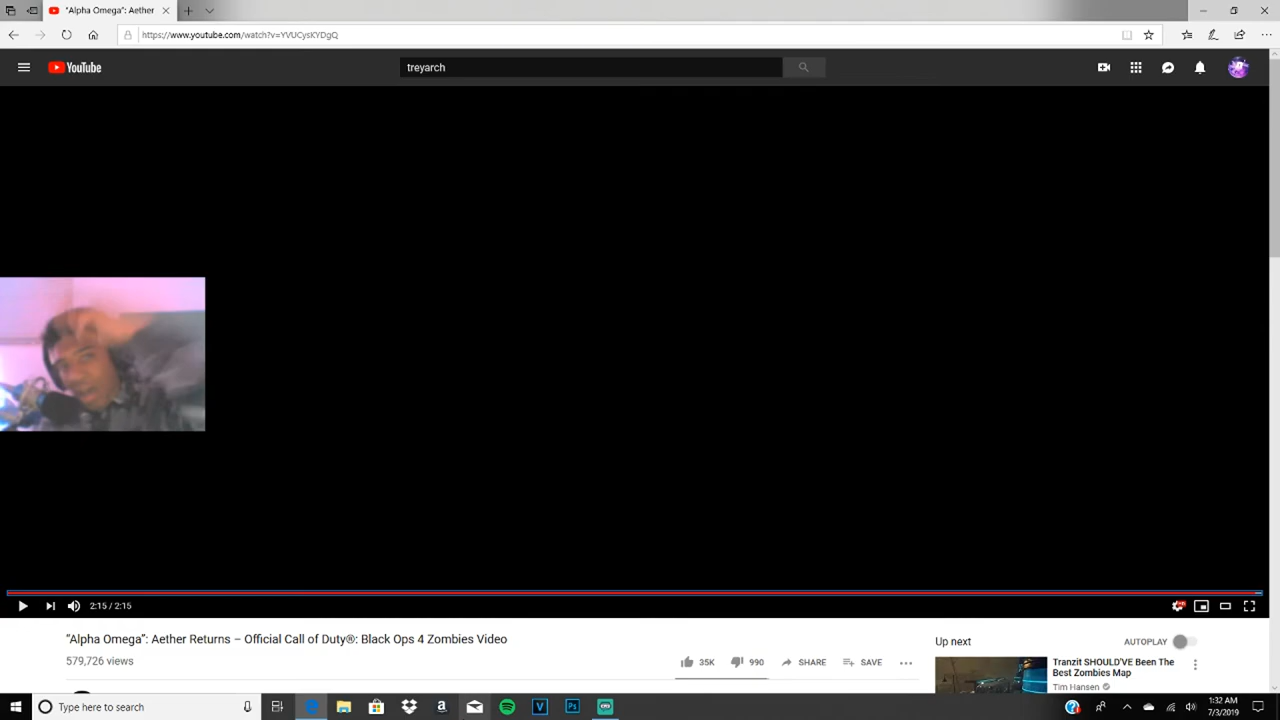 "Alpha Omega": Aether
https://www.youtube.com/watch?v=YVUCysKYDgQ
YouTube
treyarch
2:15 / 2:15
"Alpha Omega": Aether Returns – Official Call of Duty®: Black Ops 4 Zombies Video
579,726 views
35K
990
SHARE
SAVE
Up next
AUTOPLAY
Tranzit SHOULD'VE Been The
Best Zombies Map
Tim Hansen
Type here to search
a
V
Ps
1:32 AM
7/3/2019